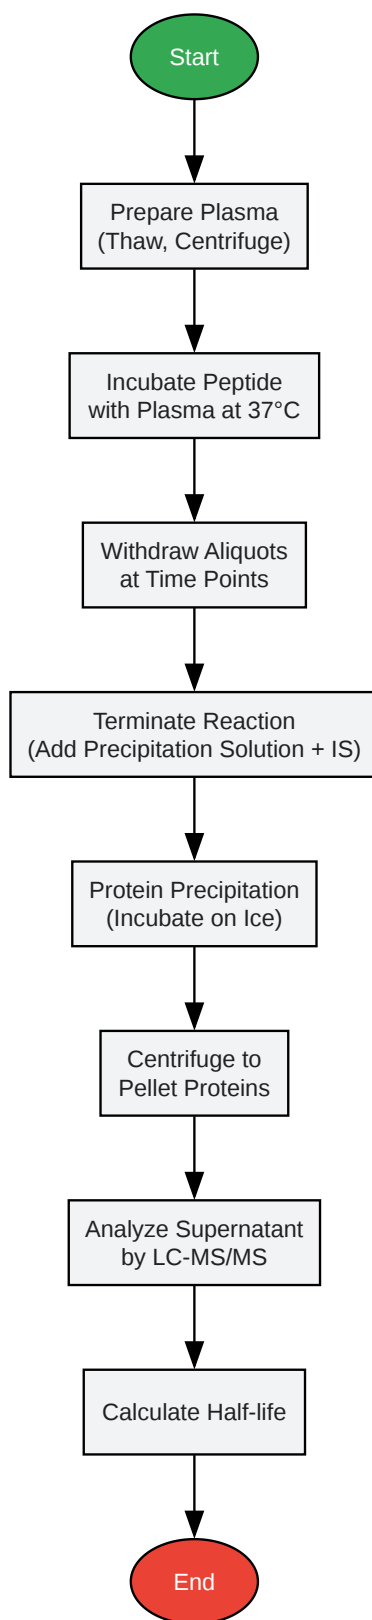 Start
Prepare Plasma
(Thaw, Centrifuge)
Incubate Peptide
with Plasma at 37°C
Withdraw Aliquots
at Time Points
Terminate Reaction
(Add Precipitation Solution + IS)
Protein Precipitation
(Incubate on Ice)
Centrifuge to
Pellet Proteins
Analyze Supernatant
by LC-MS/MS
Calculate Half-life
End